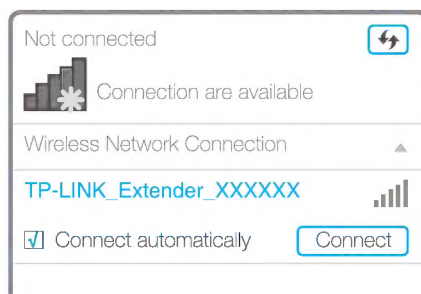 Not connected
Connection are available
Wireless Network Connection
TP-LINK_Extender_XXXXXX
Connect automatically
Connect